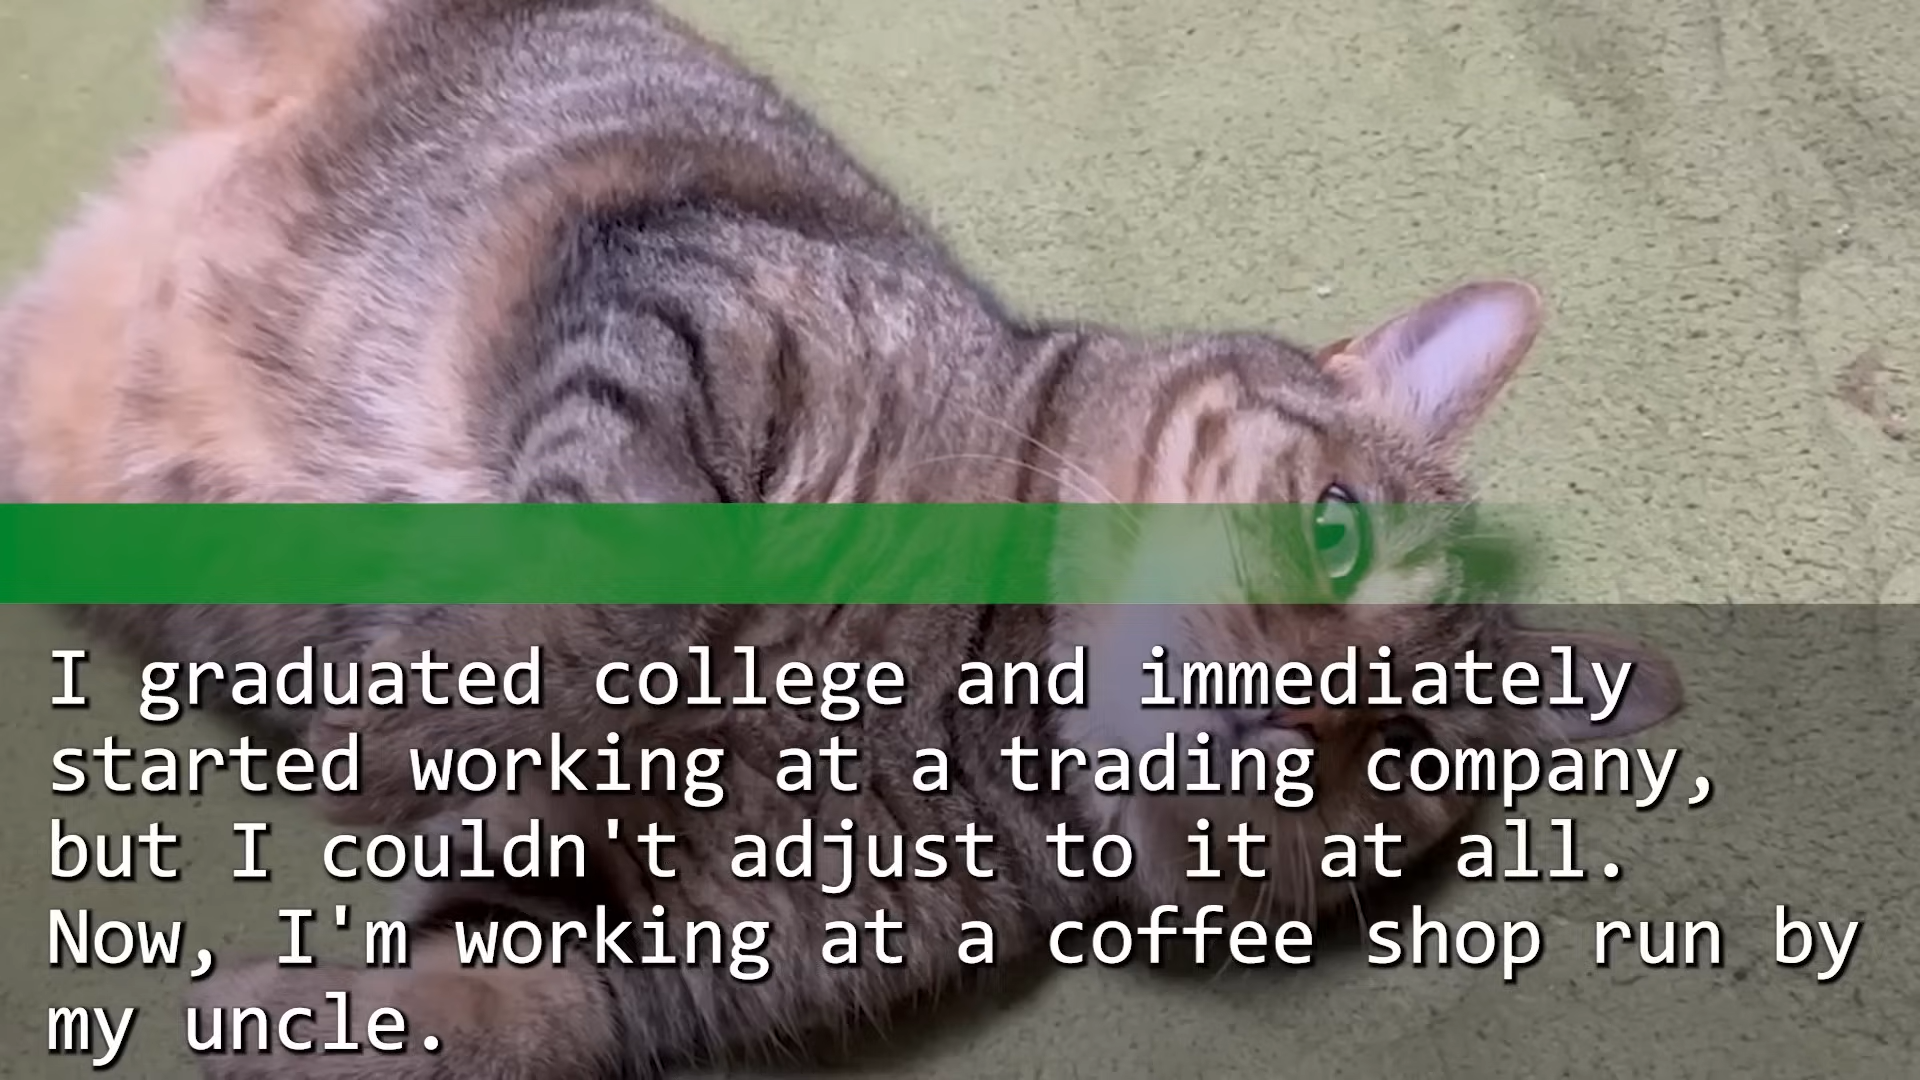 I graduated college and immediately
started working at a trading company,
but I couldn't adjust to it at all.
Now, I'm working at a coffee shop run by
my uncle.